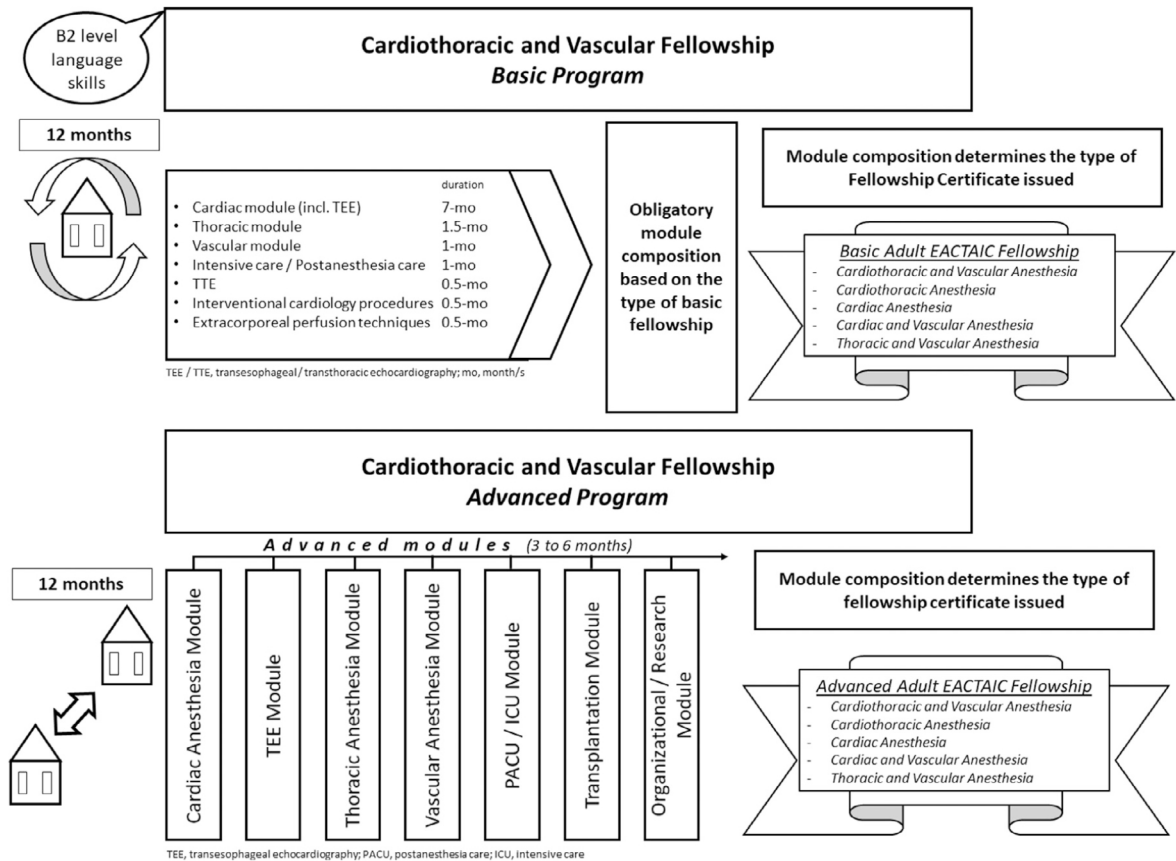 B2 level
language
skills
Cardiothoracic and Vascular Fellowship
Basic Program
12 months
duration
• Cardiac module (incl. TEE) 7-mo
• Thoracic module 1.5-mo
• Vascular module 1-mo
• Intensive care / Postanesthesia care 1-mo
• TTE 0.5-mo
• Interventional cardiology procedures 0.5-mo
• Extracorporeal perfusion techniques 0.5-mo
TEE / TTE, transesophageal/ transthoracic echocardiography; mo, month/s
Obligatory
module
composition
based on the
type of basic
fellowship
Module composition determines the type of
Fellowship Certificate issued
Basic Adult EACTAIC Fellowship
- Cardiothoracic and Vascular Anesthesia
- Cardiothoracic Anesthesia
- Cardiac Anesthesia
- Cardiac and Vascular Anesthesia
- Thoracic and Vascular Anesthesia
Cardiothoracic and Vascular Fellowship
Advanced Program
Advanced modules (3 to 6 months)
12 months
Cardiac Anesthesia Module
TEE Module
Thoracic Anesthesia Module
Vascular Anesthesia Module
PACU / ICU Module
Transplantation Module
Organizational / Research
Module
TEE, transesophageal echocardiography; PACU, postanesthesia care; ICU, intensive care
Module composition determines the type of
fellowship certificate issued
Advanced Adult EACTAIC Fellowship
- Cardiothoracic and Vascular Anesthesia
- Cardiothoracic Anesthesia
- Cardiac Anesthesia
- Cardiac and Vascular Anesthesia
- Thoracic and Vascular Anesthesia